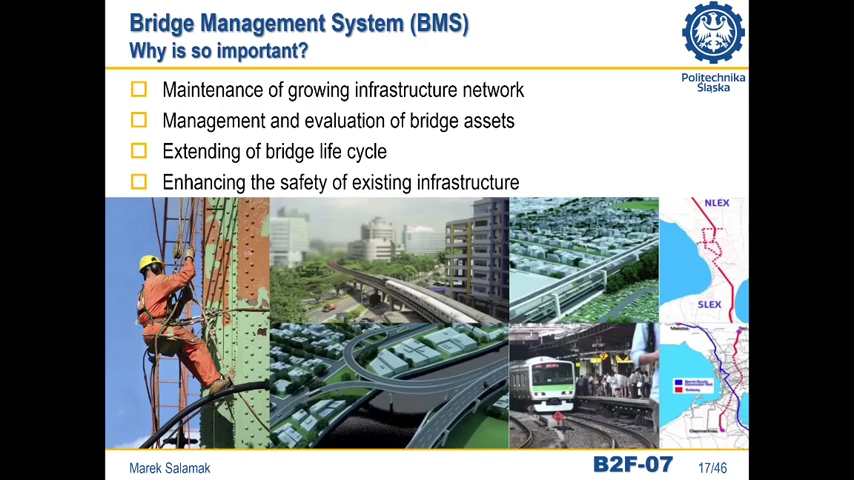 Bridge Management System (BMS)
Why is so important?
Politechnika
Śląska
Maintenance of growing infrastructure network
Management and evaluation of bridge assets
Extending of bridge life cycle
Enhancing the safety of existing infrastructure
NLEX
SLEX
Marek Salamak
B2F-07
17/46